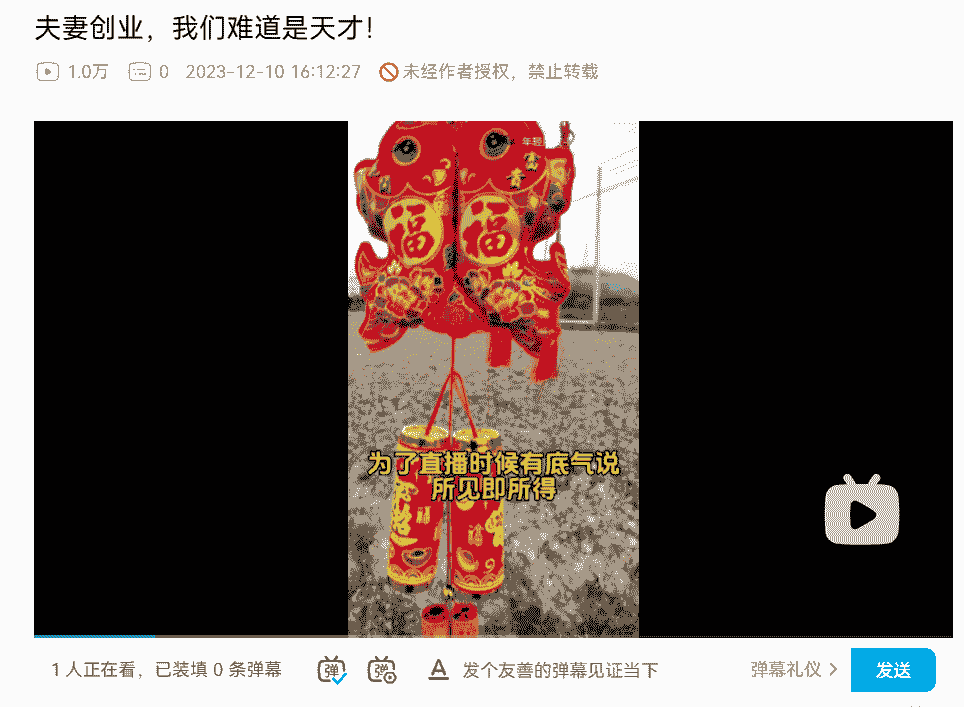 夫妻创业，我们难道是天才!
1.0万 0 2023-12-10 16:12:27 未经作者授权，禁止转载
福 福
为了直播时候有底气说
所见即所得
1 人正在看，已装填 0 条弹幕 弹 弹 A 发个友善的弹幕见证当下 弹幕礼仪 > 发送